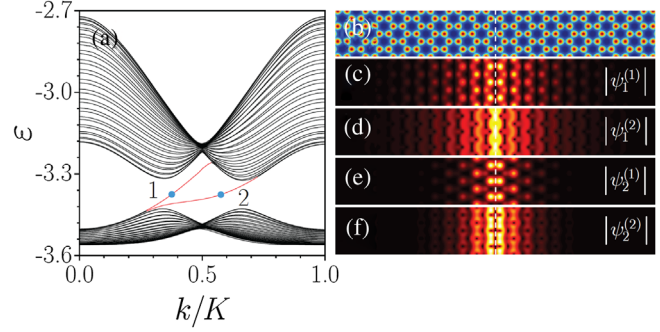 -2.7
(a)
-3.0
ε
-3.3
1
2
-3.6
0.0
0.5
1.0
k/K
(b)
(c)
|ψ₁⁽¹⁾|
(d)
|ψ₁⁽²⁾|
(e)
|ψ₂⁽¹⁾|
(f)
|ψ₂⁽²⁾|